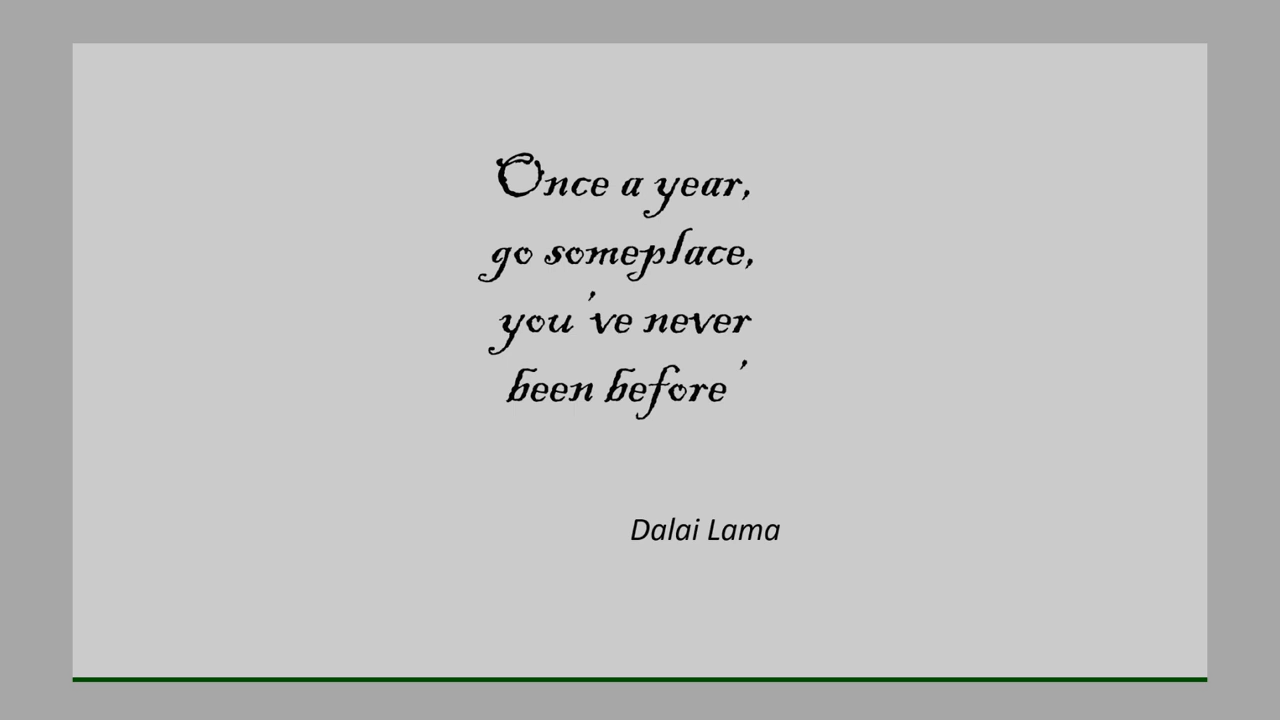 Once a year,
go someplace,
you've never
been before'
Dalai Lama